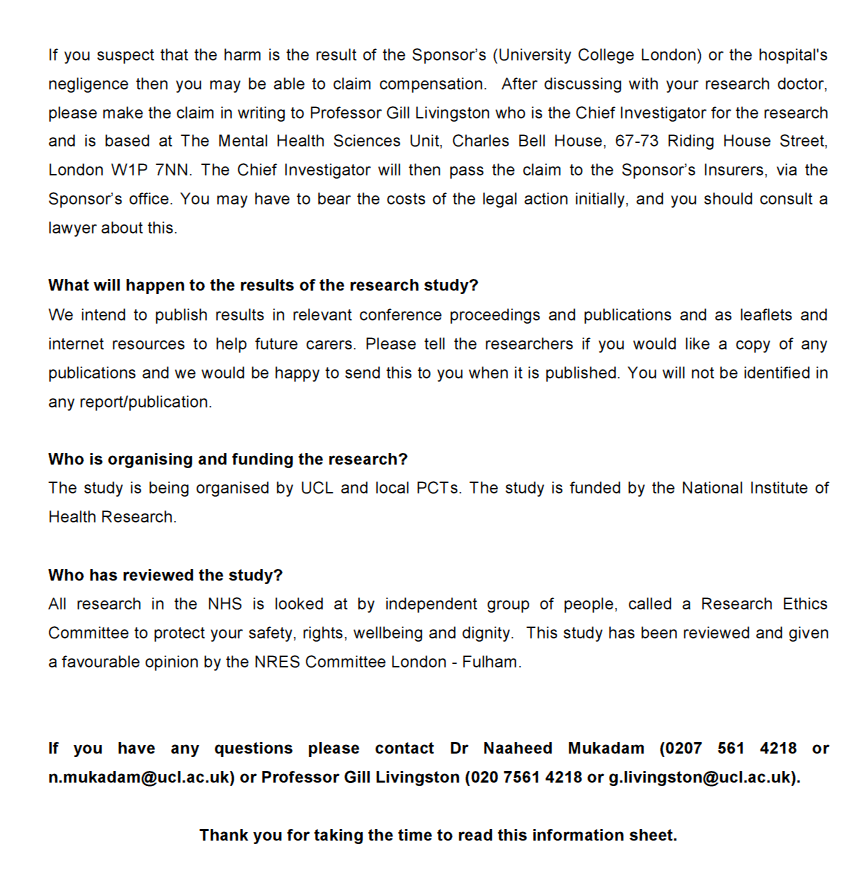 If you suspect that the harm is the result of the Sponsor's (University College London) or the hospital's
negligence then you may be able to claim compensation.  After discussing with your research doctor,
please make the claim in writing to Professor Gill Livingston who is the Chief Investigator for the research
and is based at The Mental Health Sciences Unit, Charles Bell House, 67-73 Riding House Street,
London W1P 7NN. The Chief Investigator will then pass the claim to the Sponsor's Insurers, via the
Sponsor's office. You may have to bear the costs of the legal action initially, and you should consult a
lawyer about this.
What will happen to the results of the research study?
We intend to publish results in relevant conference proceedings and publications and as leaflets and
internet resources to help future carers. Please tell the researchers if you would like a copy of any
publications and we would be happy to send this to you when it is published. You will not be identified in
any report/publication.
Who is organising and funding the research?
The study is being organised by UCL and local PCTs. The study is funded by the National Institute of
Health Research.
Who has reviewed the study?
All research in the NHS is looked at by independent group of people, called a Research Ethics
Committee to protect your safety, rights, wellbeing and dignity.  This study has been reviewed and given
a favourable opinion by the NRES Committee London - Fulham.
If you have any questions please contact Dr Naaheed Mukadam (0207 561 4218 or
n.mukadam@ucl.ac.uk) or Professor Gill Livingston (020 7561 4218 or g.livingston@ucl.ac.uk).
Thank you for taking the time to read this information sheet.